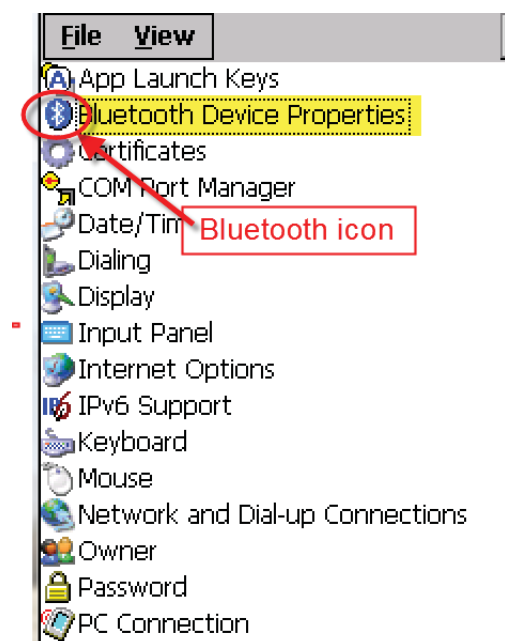 File View
App Launch Keys
Bluetooth Device Properties
Certificates
COM Port Manager
Date/Tim
Bluetooth icon
Dialing
Display
Input Panel
Internet Options
IPv6 Support
Keyboard
Mouse
Network and Dial-up Connections
Owner
Password
PC Connection